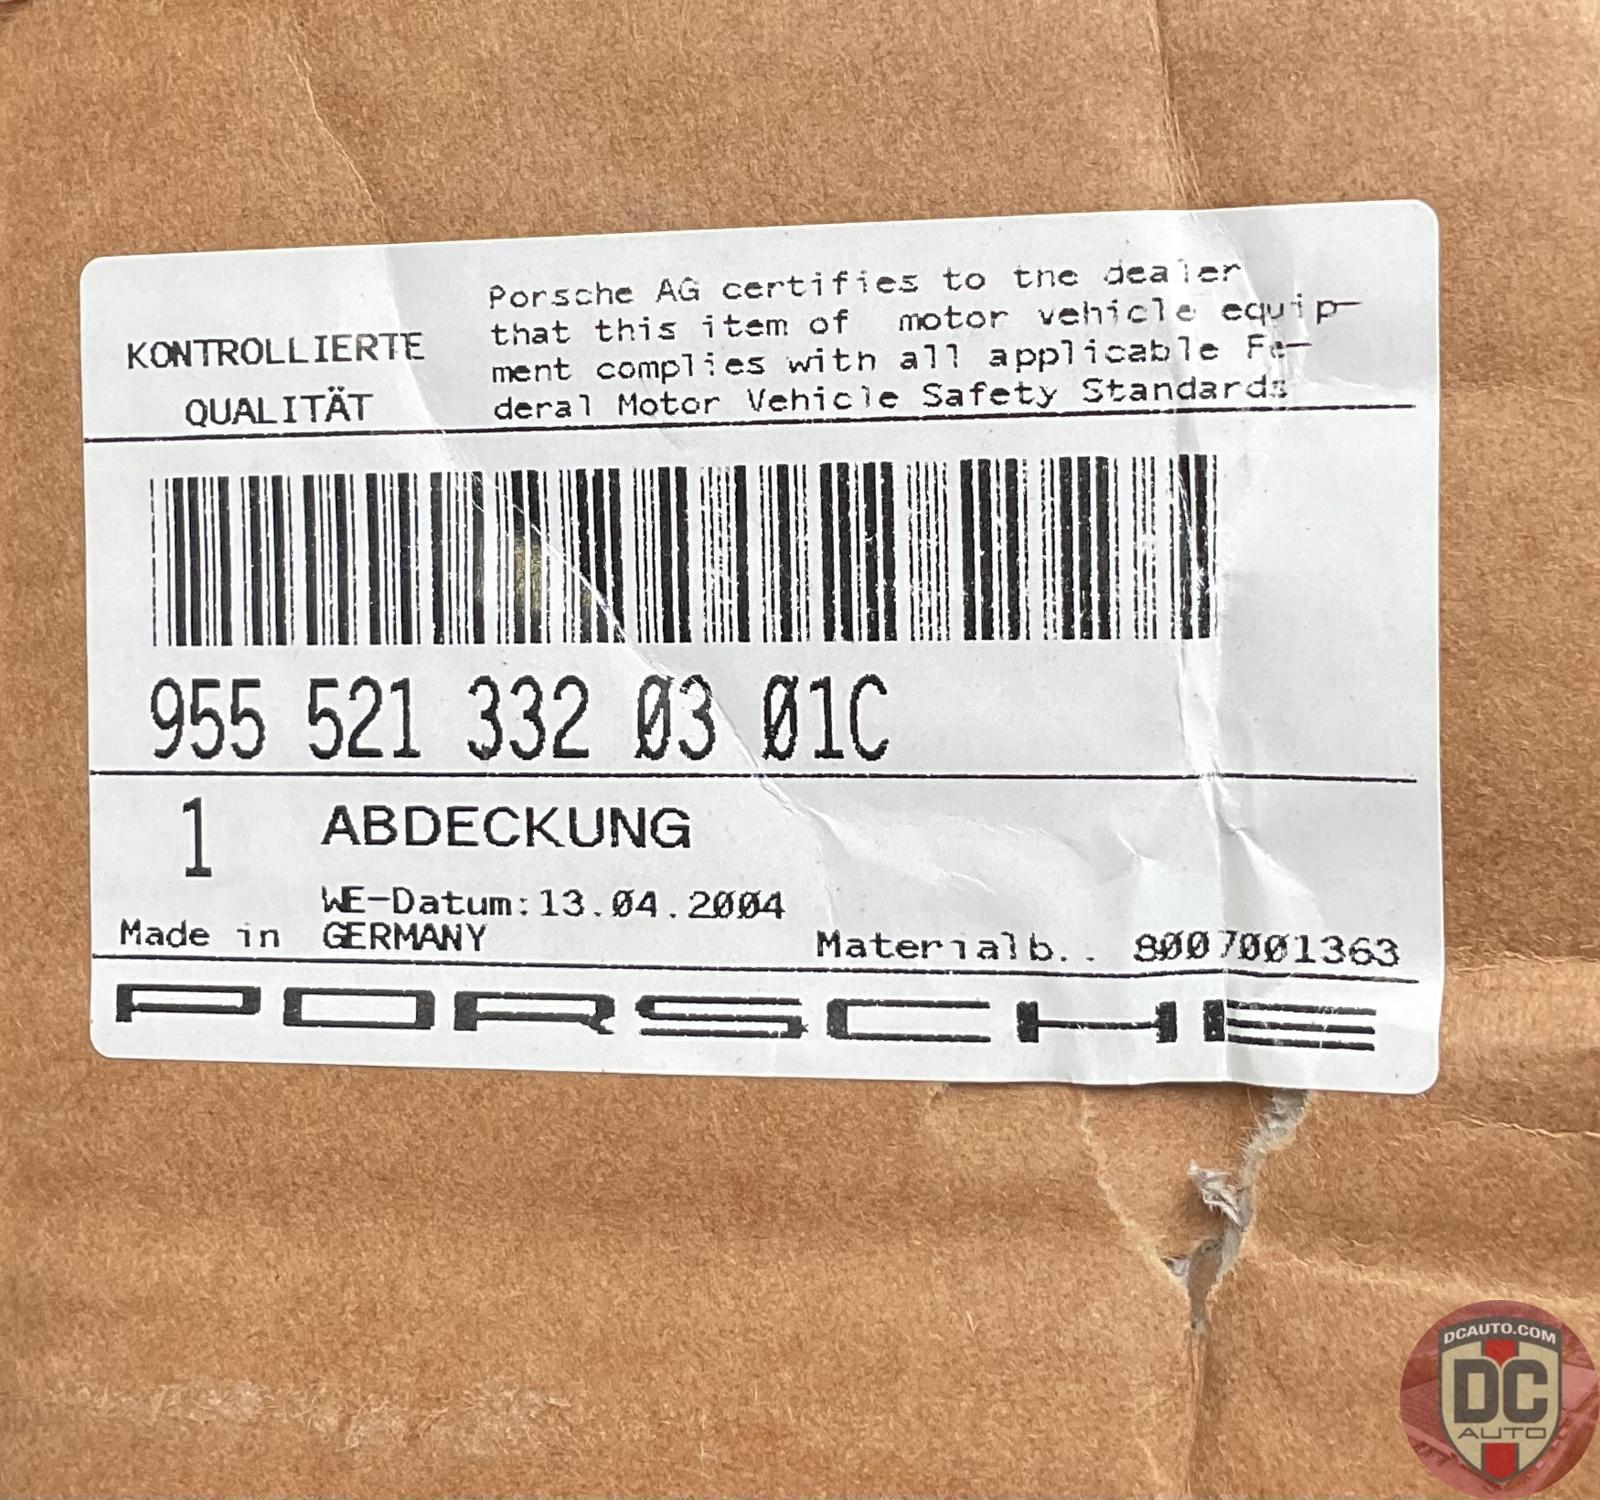 KONTROLLIERTE
QUALITÄT
Porsche AG certifies to the dealer
that this item of motor vehicle equip-
ment complies with all applicable Fe-
deral Motor Vehicle Safety Standards
955 521 332 03 01C
1 ABDECKUNG
WE-Datum:13.04.2004
Made in GERMANY
Materialb.. 8007001363
PORSCHE
DCAUTO.COM
DC
AUTO